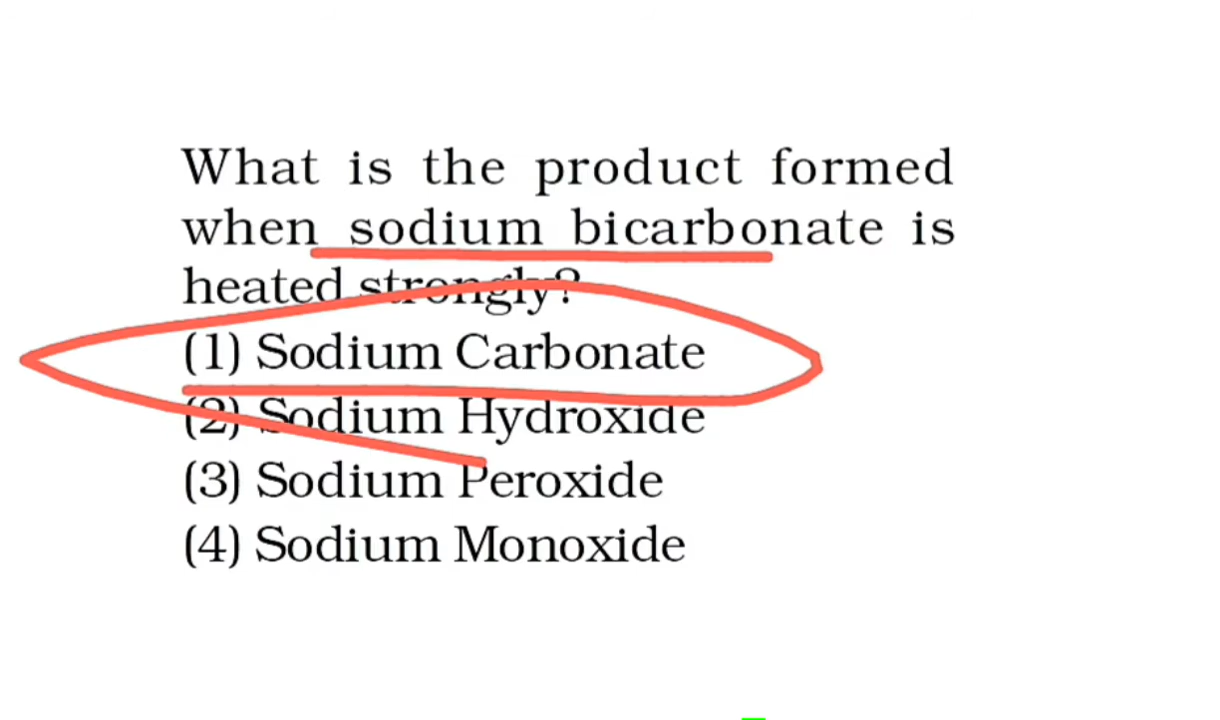 What is the product formed
when sodium bicarbonate is
heated strongly?
(1) Sodium Carbonate
(2) Sodium Hydroxide
(3) Sodium Peroxide
(4) Sodium Monoxide